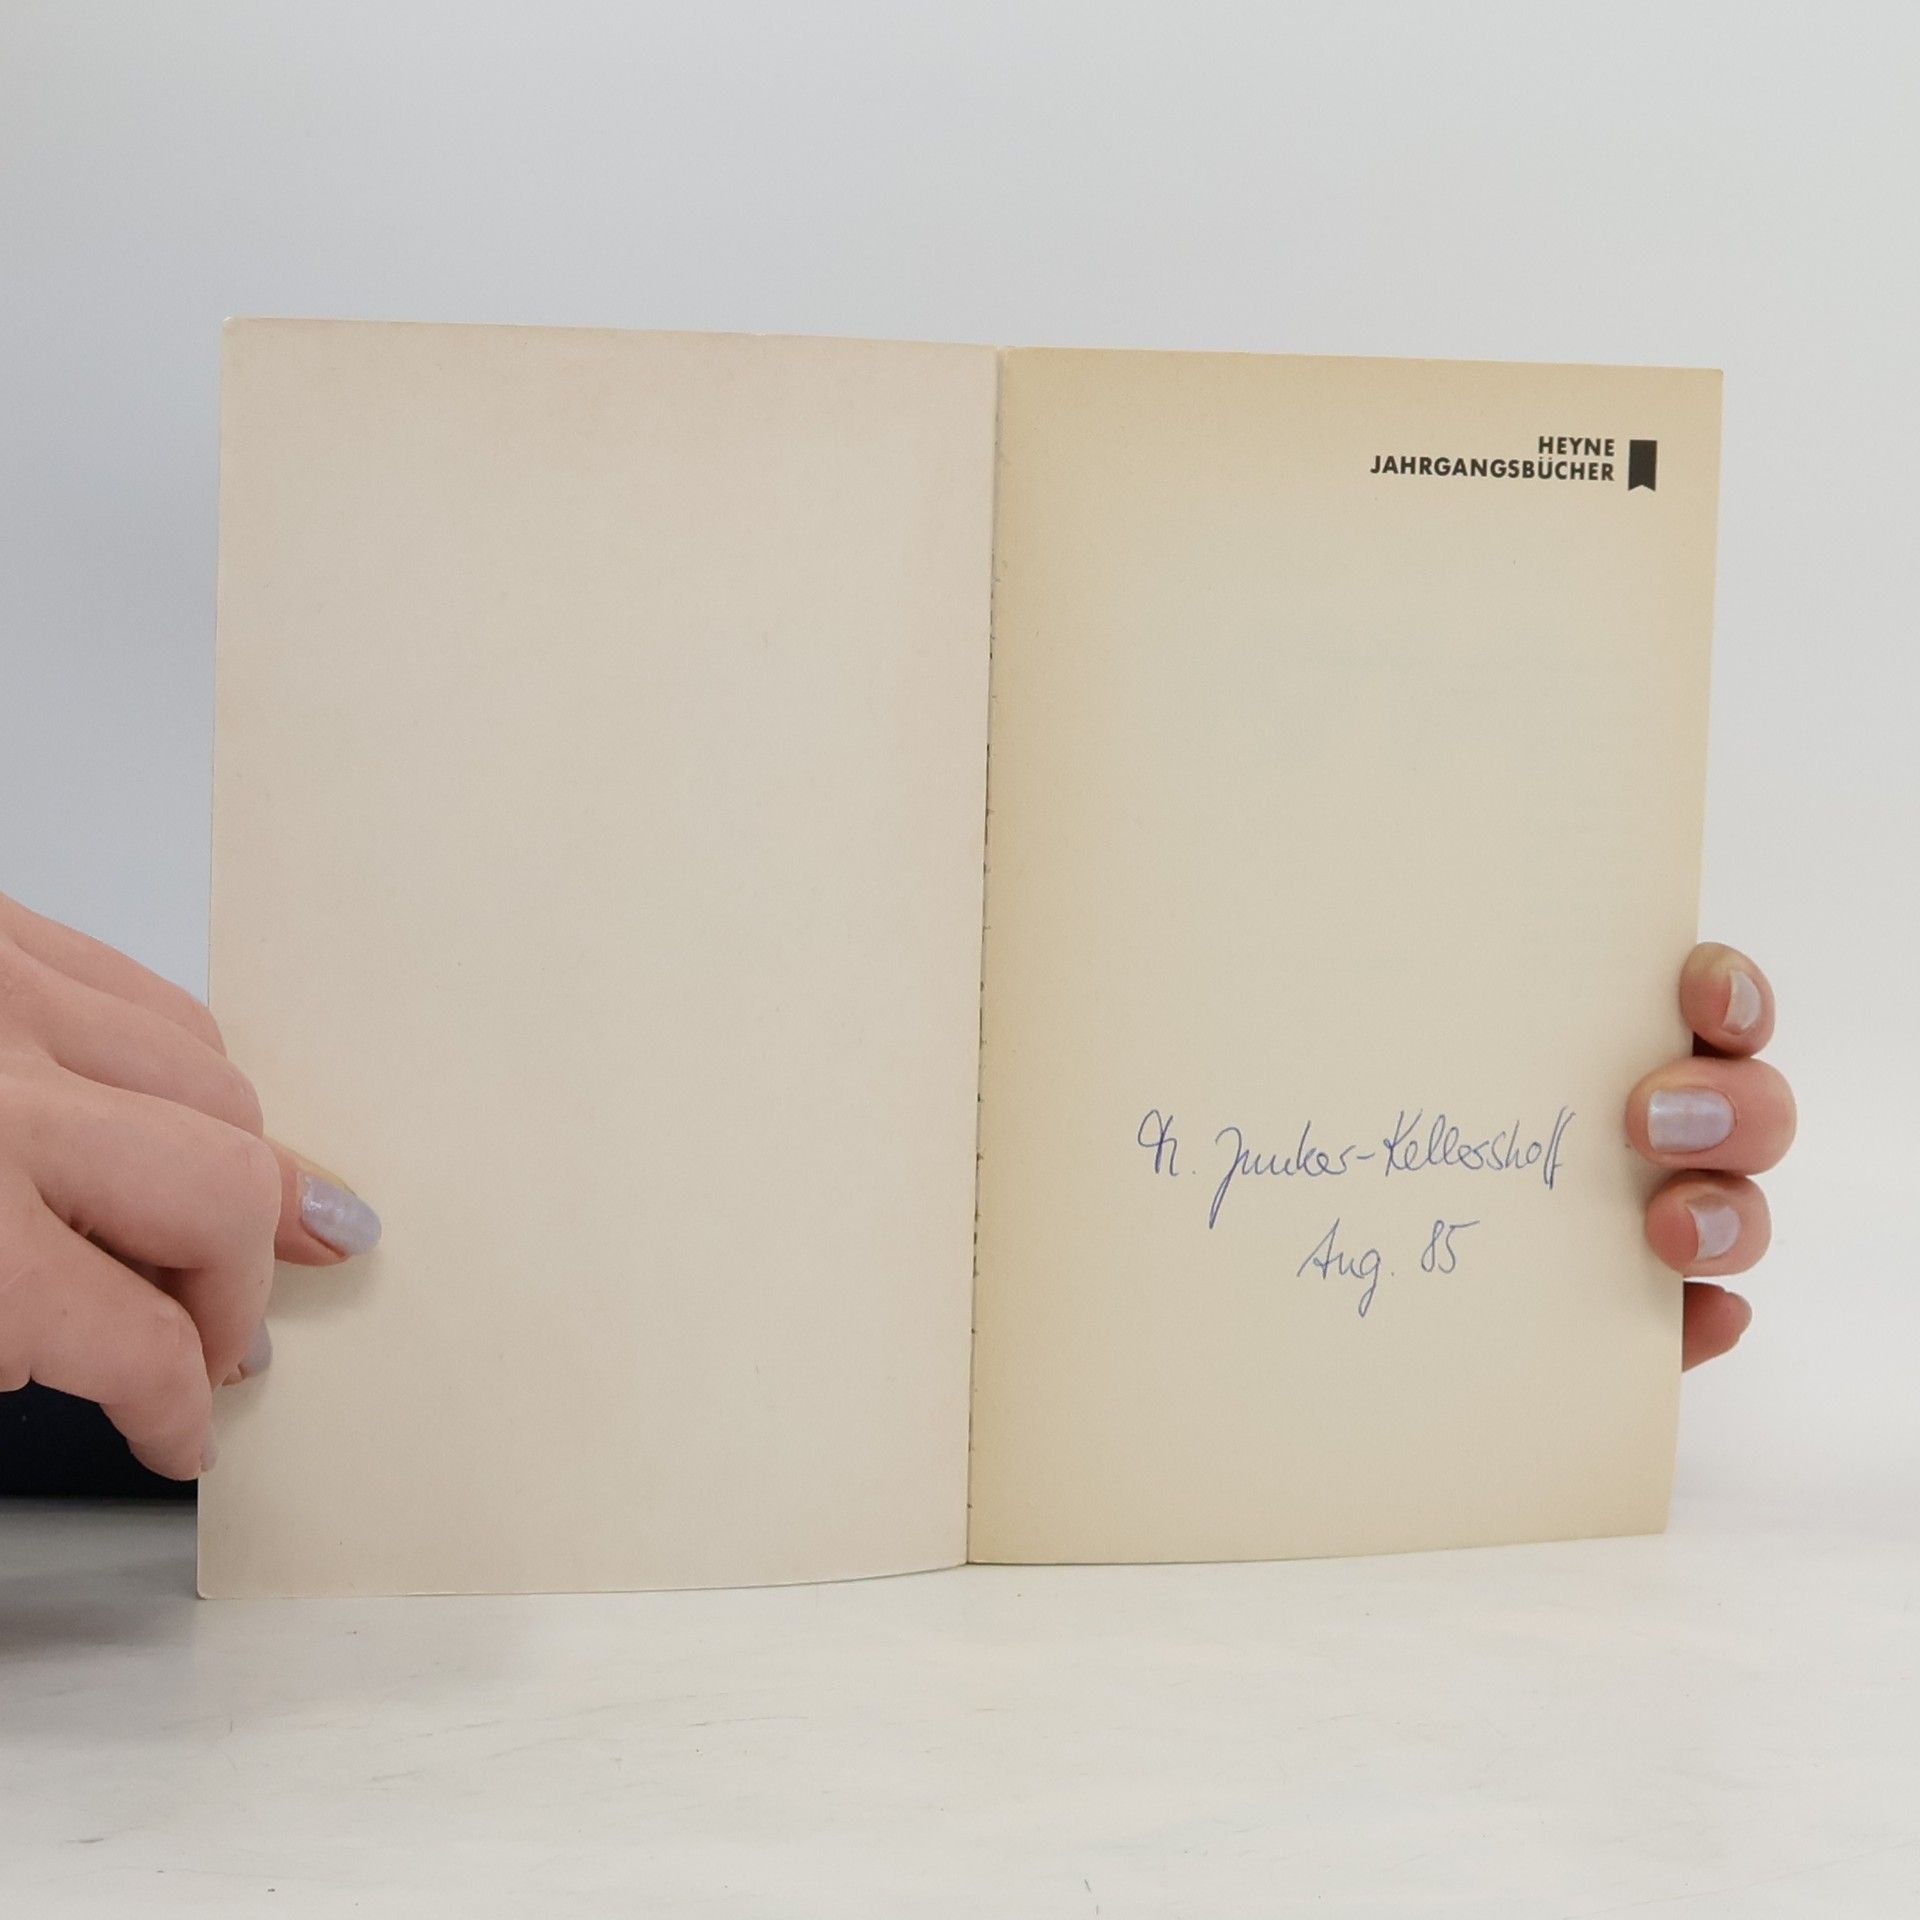 HEYNE
JAHRGANGSBÜCHER
Junker-Kellershoff
Aug. 85